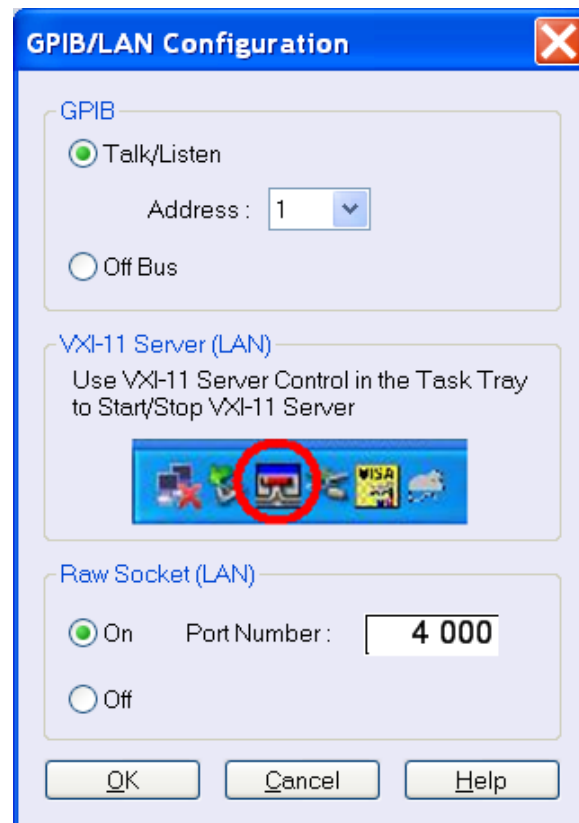 GPIB/LAN Configuration
GPIB
Talk/Listen
Address : 1
Off Bus
VXI-11 Server (LAN)
Use VXI-11 Server Control in the Task Tray
to Start/Stop VXI-11 Server
VISA
Raw Socket (LAN)
On Port Number : 4 000
Off
OK Cancel Help